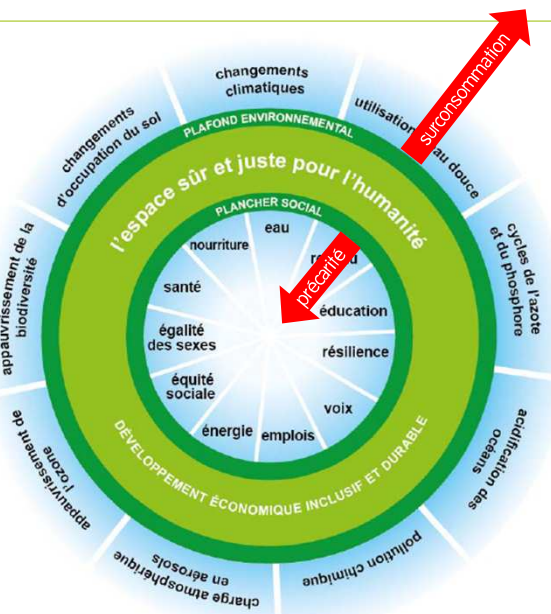 surconsommation
changements
climatiques
utilisation
au douce
cycles de l'azote
et du phosphore
acidification des
océans
pollution chimique
charge atmosphérique
en aérosols
appauvrissement de
l'ozone
appauvrissement de la
biodiversité
changements
d'occupation du sol
PLAFOND ENVIRONNEMENTAL
l'espace sûr et juste pour l'humanité
PLANCHER SOCIAL
eau
précarité
éducation
résilience
voix
emplois
énergie
équité
sociale
égalité
des sexes
santé
nourriture
DÉVELOPPEMENT ÉCONOMIQUE INCLUSIF ET DURABLE